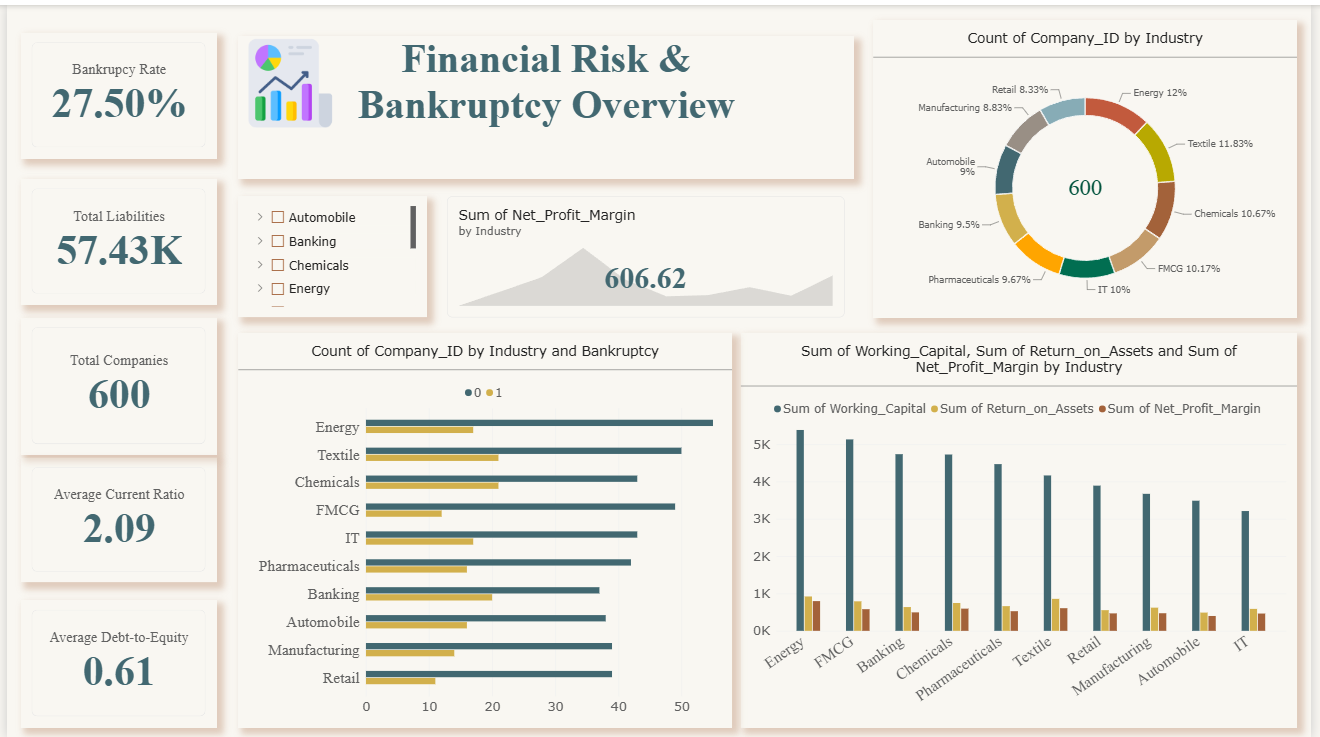 Bankrupcy Rate
27.50%
Total Liabilities
57.43K
Total Companies
600
Average Current Ratio
2.09
Average Debt-to-Equity
0.61
Financial Risk &
Bankruptcy Overview
Automobile
Banking
Chemicals
Energy
Sum of Net_Profit_Margin
by Industry
606.62
Count of Company_ID by Industry
Retail 8.33%
Energy 12%
Manufacturing 8.83%
Textile 11.83%
Automobile
9%
600
Chemicals 10.67%
Banking 9.5%
FMCG 10.17%
Pharmaceuticals 9.67%
IT 10%
Count of Company_ID by Industry and Bankruptcy
0 1
Energy
Textile
Chemicals
FMCG
IT
Pharmaceuticals
Banking
Automobile
Manufacturing
Retail
0 10 20 30 40 50
Sum of Working_Capital, Sum of Return_on_Assets and Sum of
Net_Profit_Margin by Industry
Sum of Working_Capital Sum of Return_on_Assets Sum of Net_Profit_Margin
5K
4K
3K
2K
1K
0K
Energy FMCG Banking Chemicals Pharmaceuticals Textile Retail Manufacturing Automobile IT